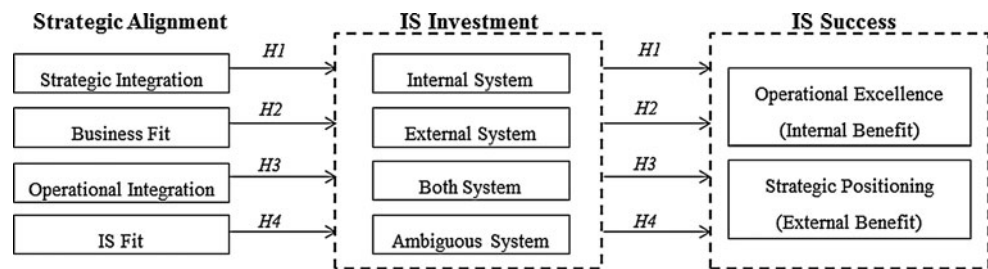 Strategic Alignment
IS Investment
IS Success
Strategic Integration
Business Fit
Operational Integration
IS Fit
H1
H2
H3
H4
Internal System
External System
Both System
Ambiguous System
H1
H2
H3
H4
Operational Excellence
(Internal Benefit)
Strategic Positioning
(External Benefit)